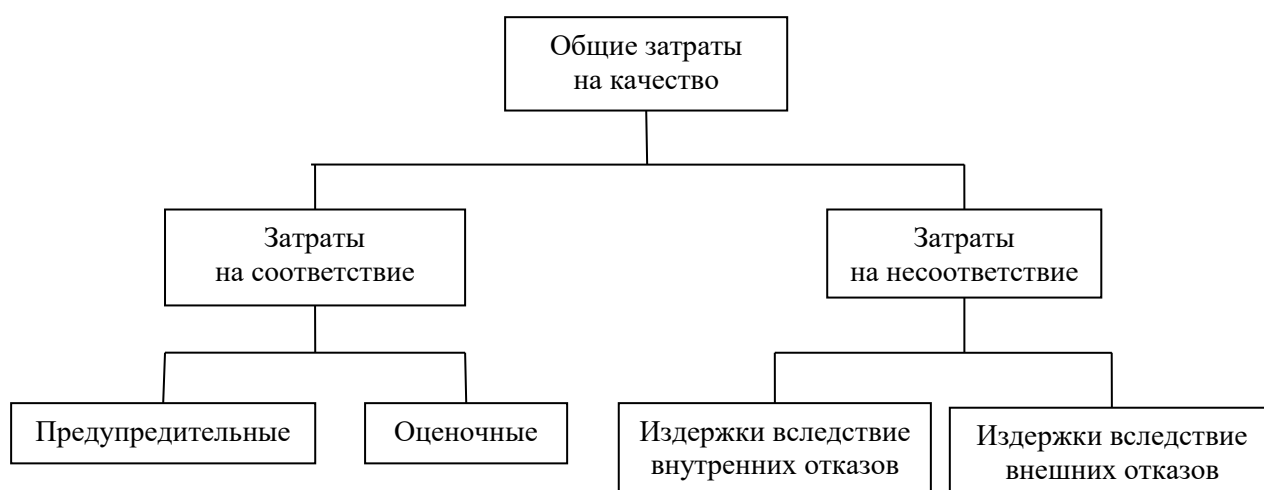 Общие затраты
на качество
Затраты
на соответствие
Затраты
на несоответствие
Предупредительные
Оценочные
Издержки вследствие
внутренних отказов
Издержки вследствие
внешних отказов